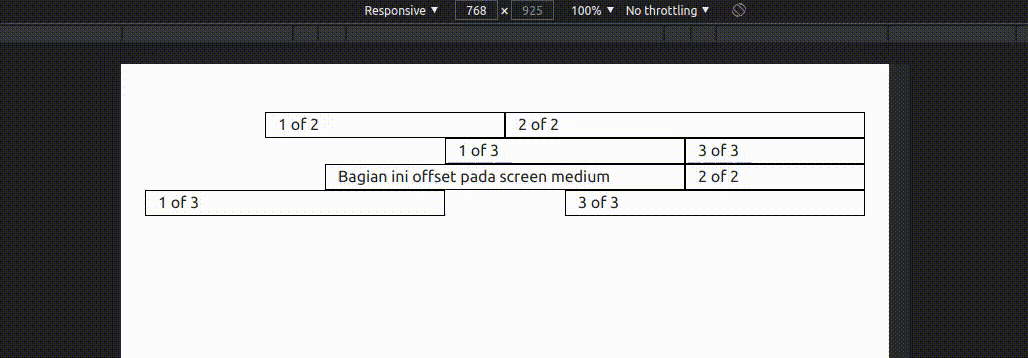 Responsive ▼ 768 × 925 100% ▼ No throttling ▼
1 of 2 2 of 2
1 of 3 3 of 3
Bagian ini offset pada screen medium 2 of 2
1 of 3 3 of 3